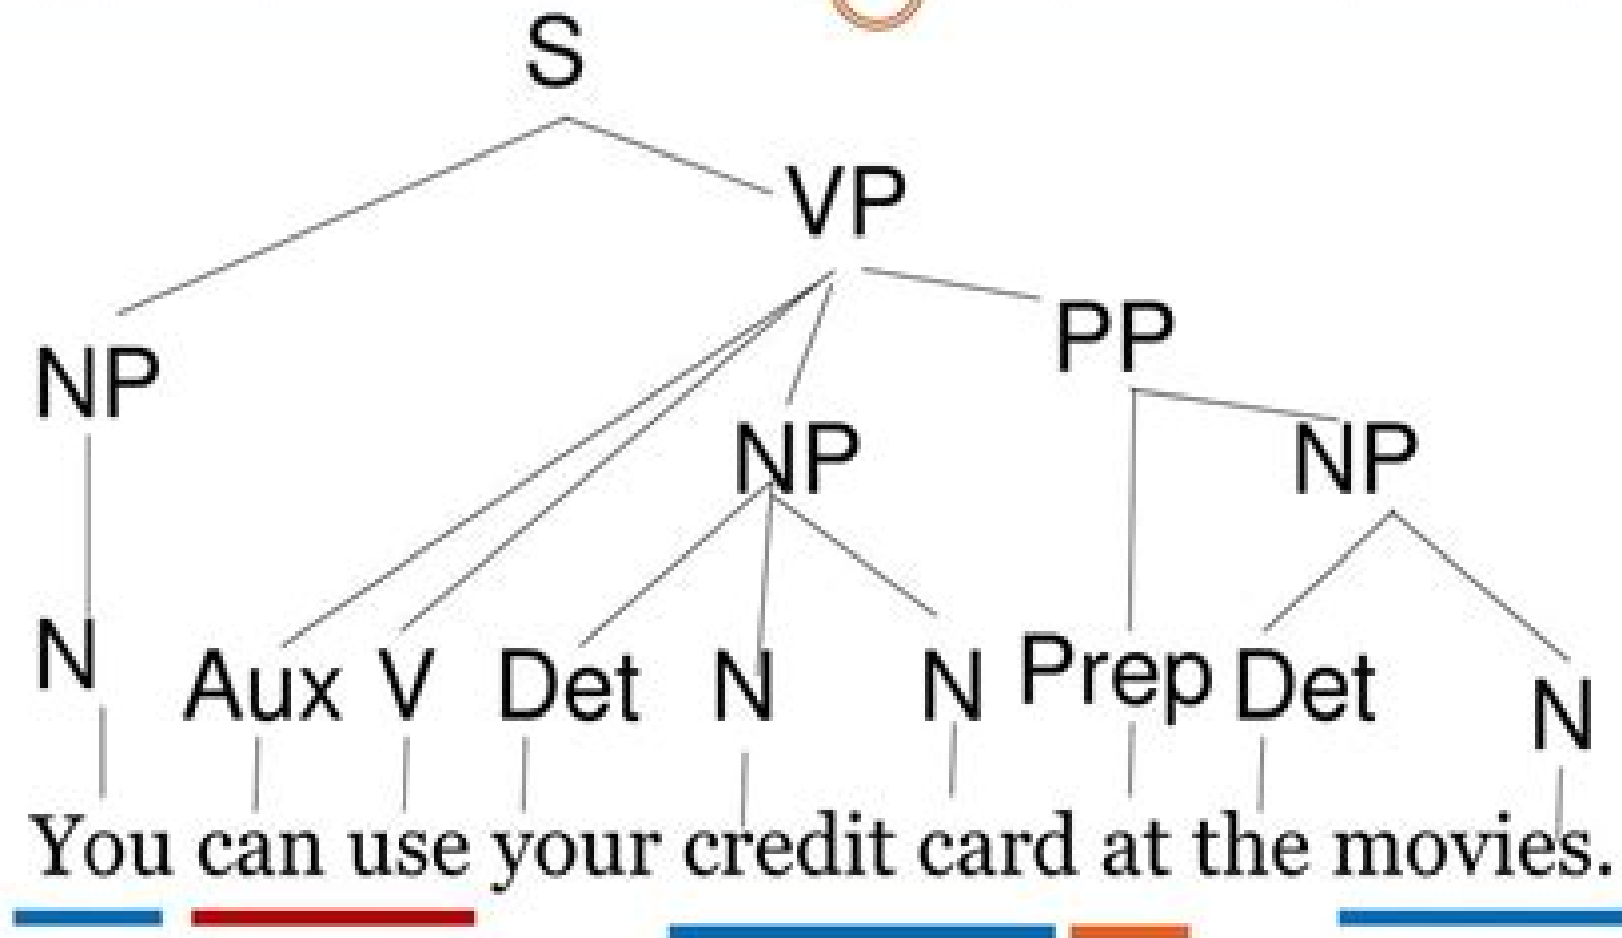 S
VP
PP
NP
NP NP
N Aux V Det N N Prep Det N
You can use your credit card at the movies.